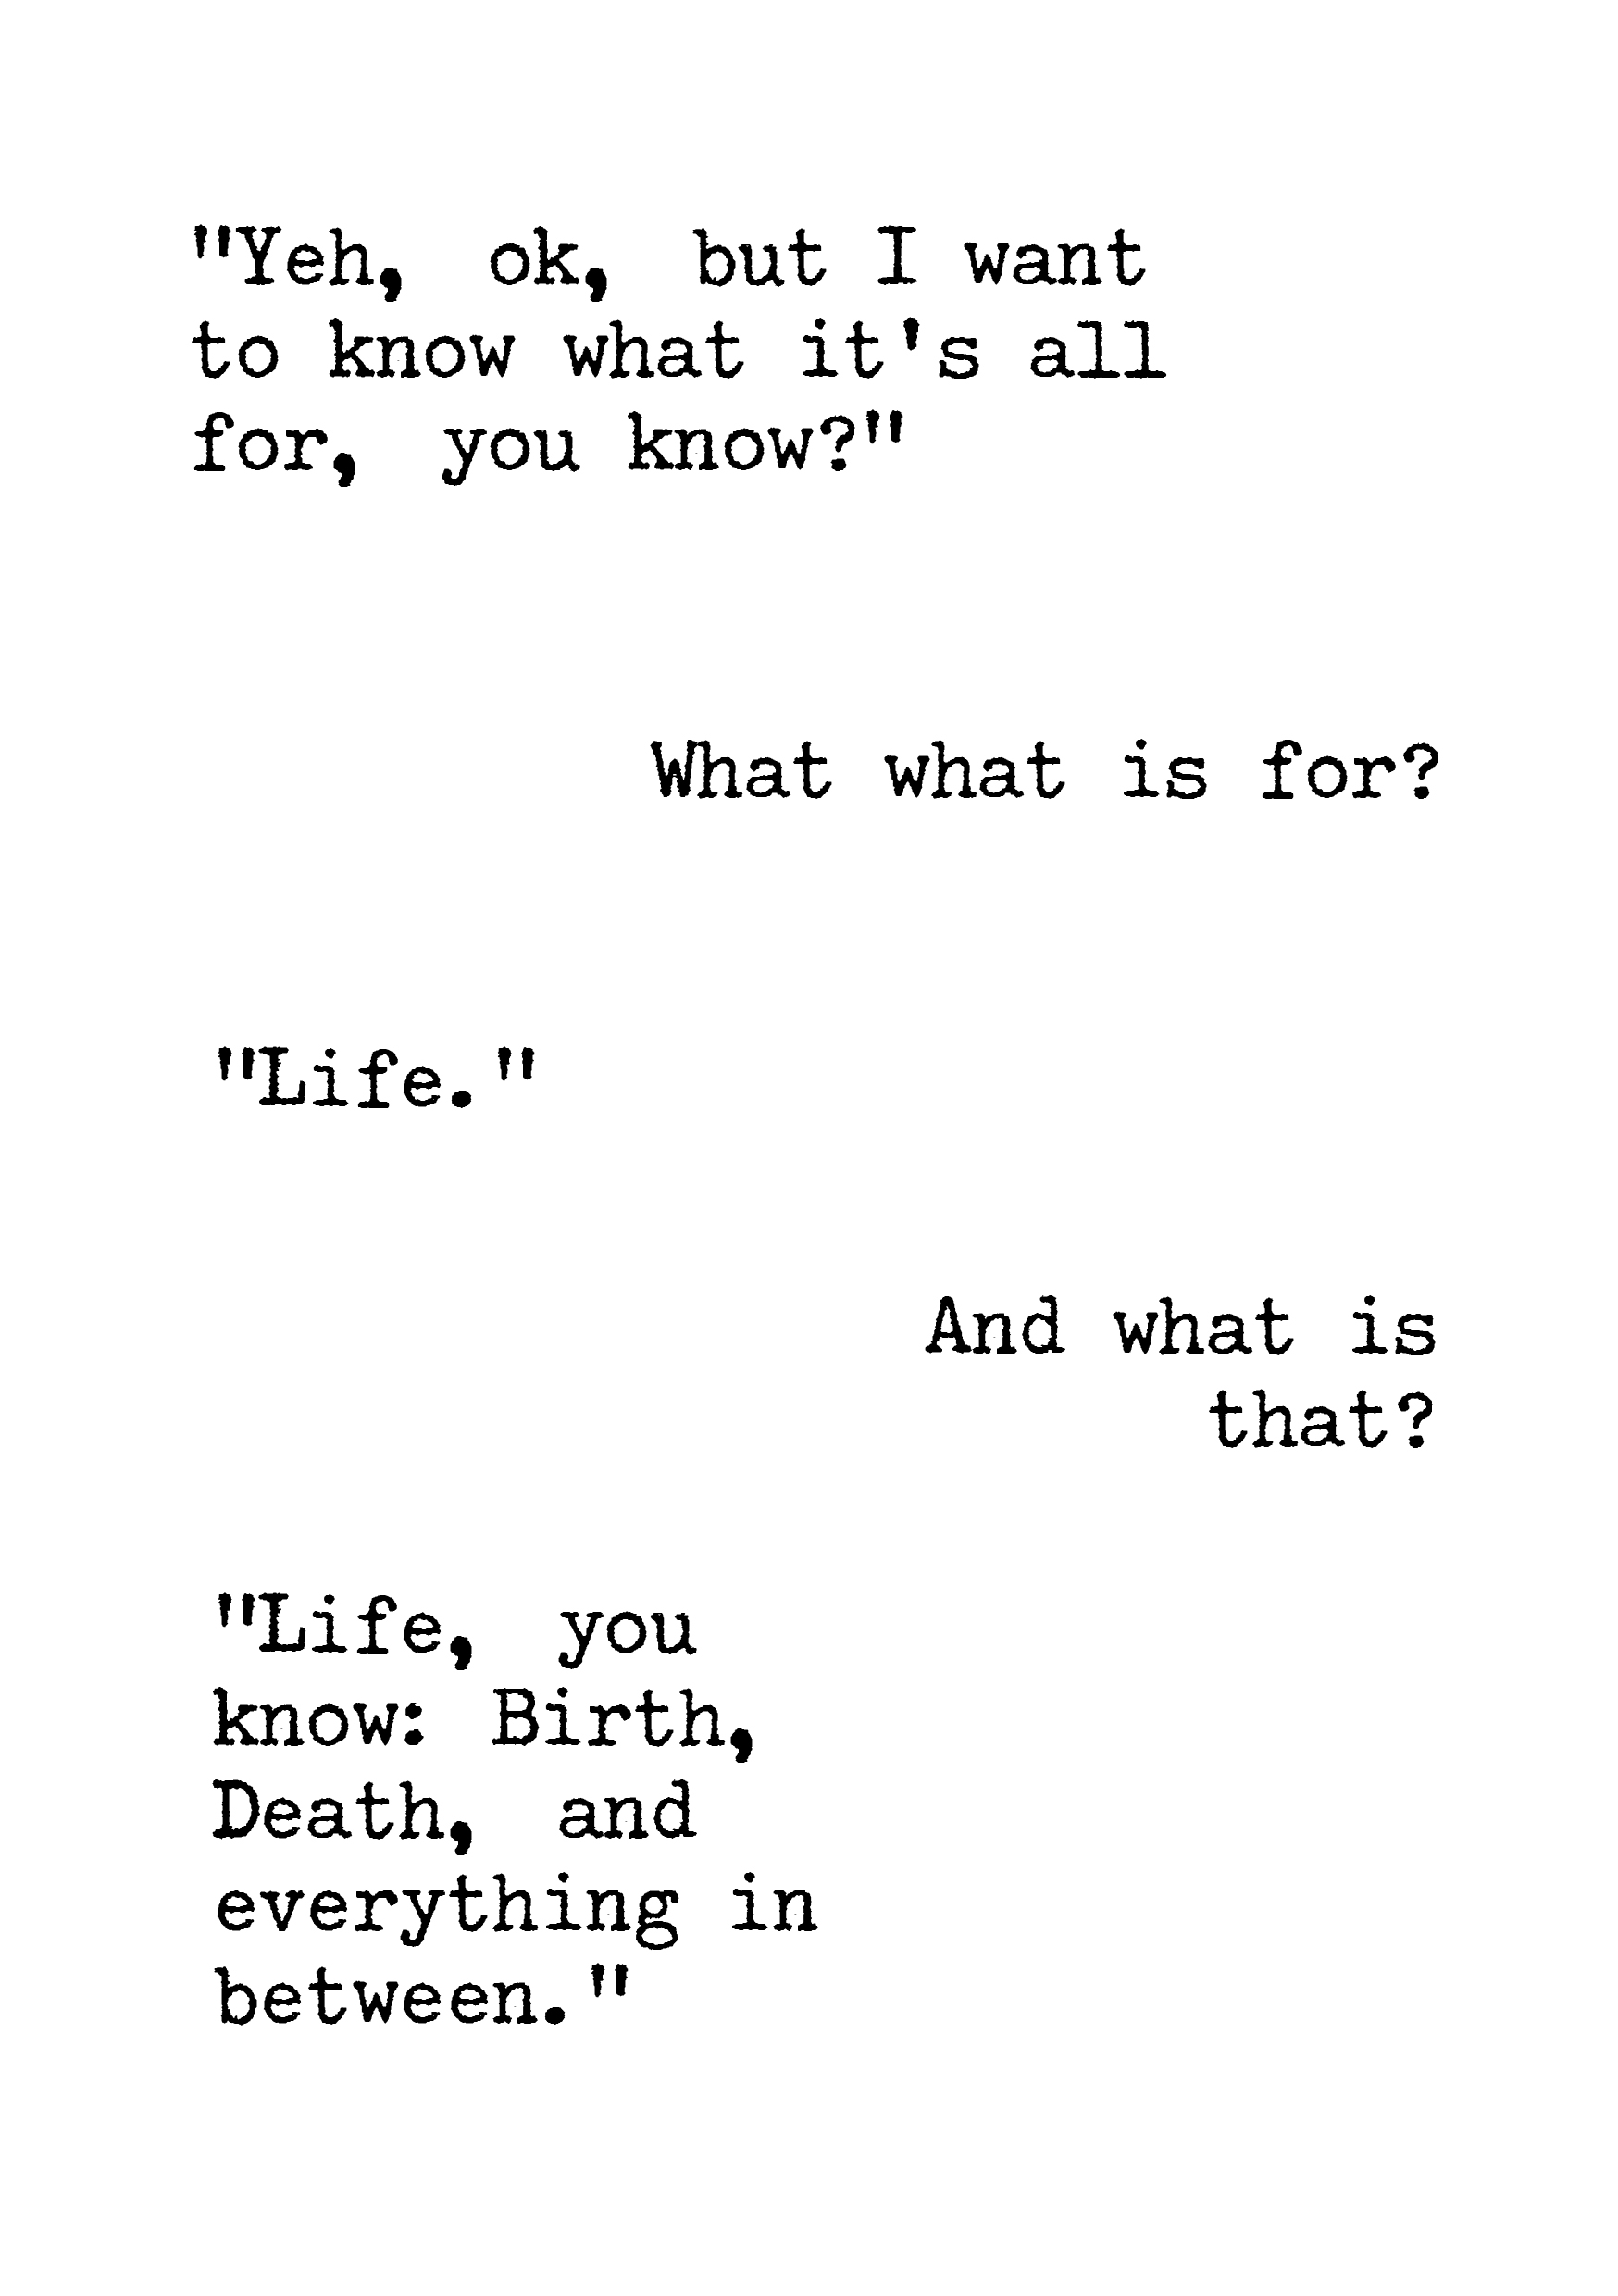 "Yeh, ok, but I want
to know what it's all
for, you know?"
What what is for?
"Life."
And what is
that?
"Life, you
know: Birth,
Death, and
everything in
between."